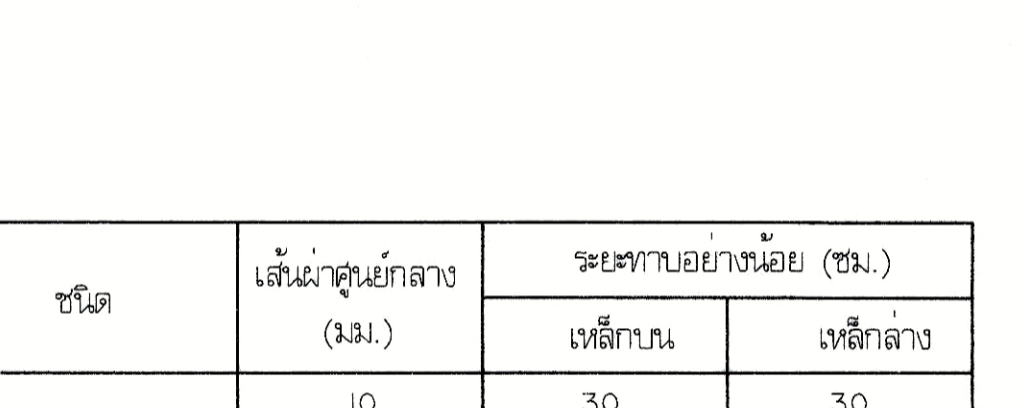 ระยะทาบอย่างน้อย (ซม.)
เส้นผ่าศูนย์กลาง
ชนิด
(มม.)
เหล็กบน เหล็กล่าง
10 30 30